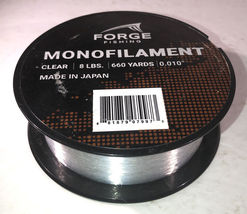 FORGE
FISHING
MONOFILAMENT
CLEAR 8 LBS. 660 YARDS 0.010"
MADE IN JAPAN